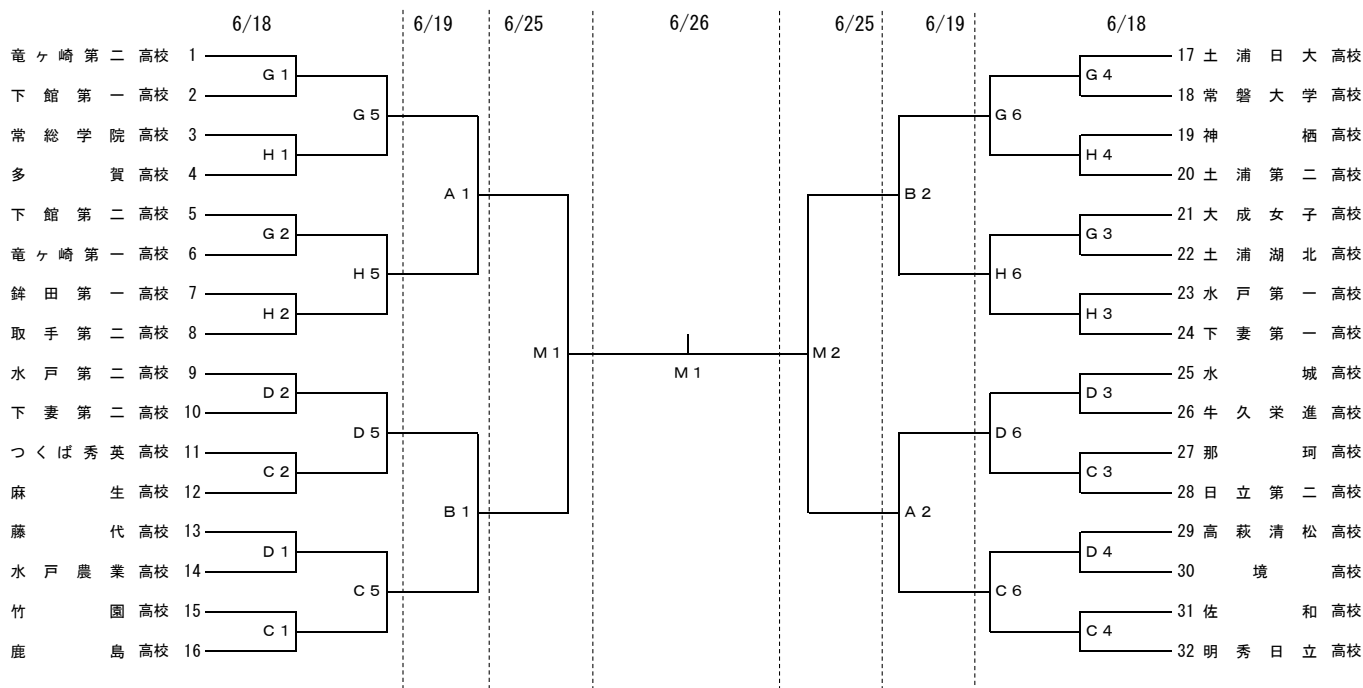 6/18 6/19 6/25 6/26 6/25 6/19 6/18
竜ヶ崎第二 高校 1
G1
下館第一 高校 2
G5
常総学院 高校 3
H1
多賀 高校 4
A1
下館第二 高校 5
G2
竜ヶ崎第一 高校 6
H5
鉾田第一 高校 7
H2
取手第二 高校 8
M1
水戸第二 高校 9
D2
下妻第二 高校 10
D5
つくば秀英 高校 11
C2
麻生 高校 12
B1
藤代 高校 13
D1
水戸農業 高校 14
C5
竹園 高校 15
C1
鹿島 高校 16
M1
17 土浦日大 高校
G4
18 常磐大学 高校
G6
19 神栖 高校
H4
20 土浦第二 高校
B2
21 大成女子 高校
G3
22 土浦湖北 高校
H6
23 水戸第一 高校
H3
24 下妻第一 高校
M2
25 水城 高校
D3
26 牛久栄進 高校
D6
27 那珂 高校
C3
28 日立第二 高校
A2
29 高萩清松 高校
D4
30 境 高校
C6
31 佐和 高校
C4
32 明秀日立 高校